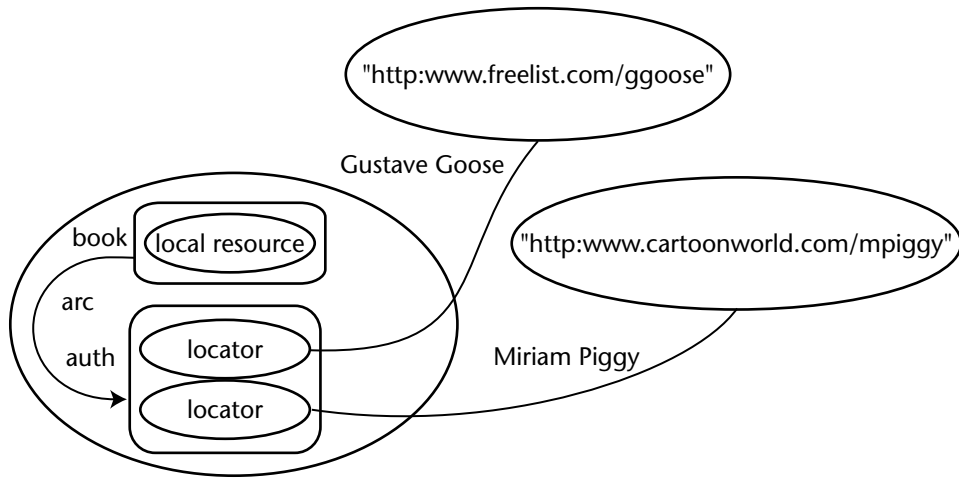 "http:www.freelist.com/ggoose"
Gustave Goose
book
local resource
"http:www.cartoonworld.com/mpiggy"
arc
auth
locator
Miriam Piggy
locator